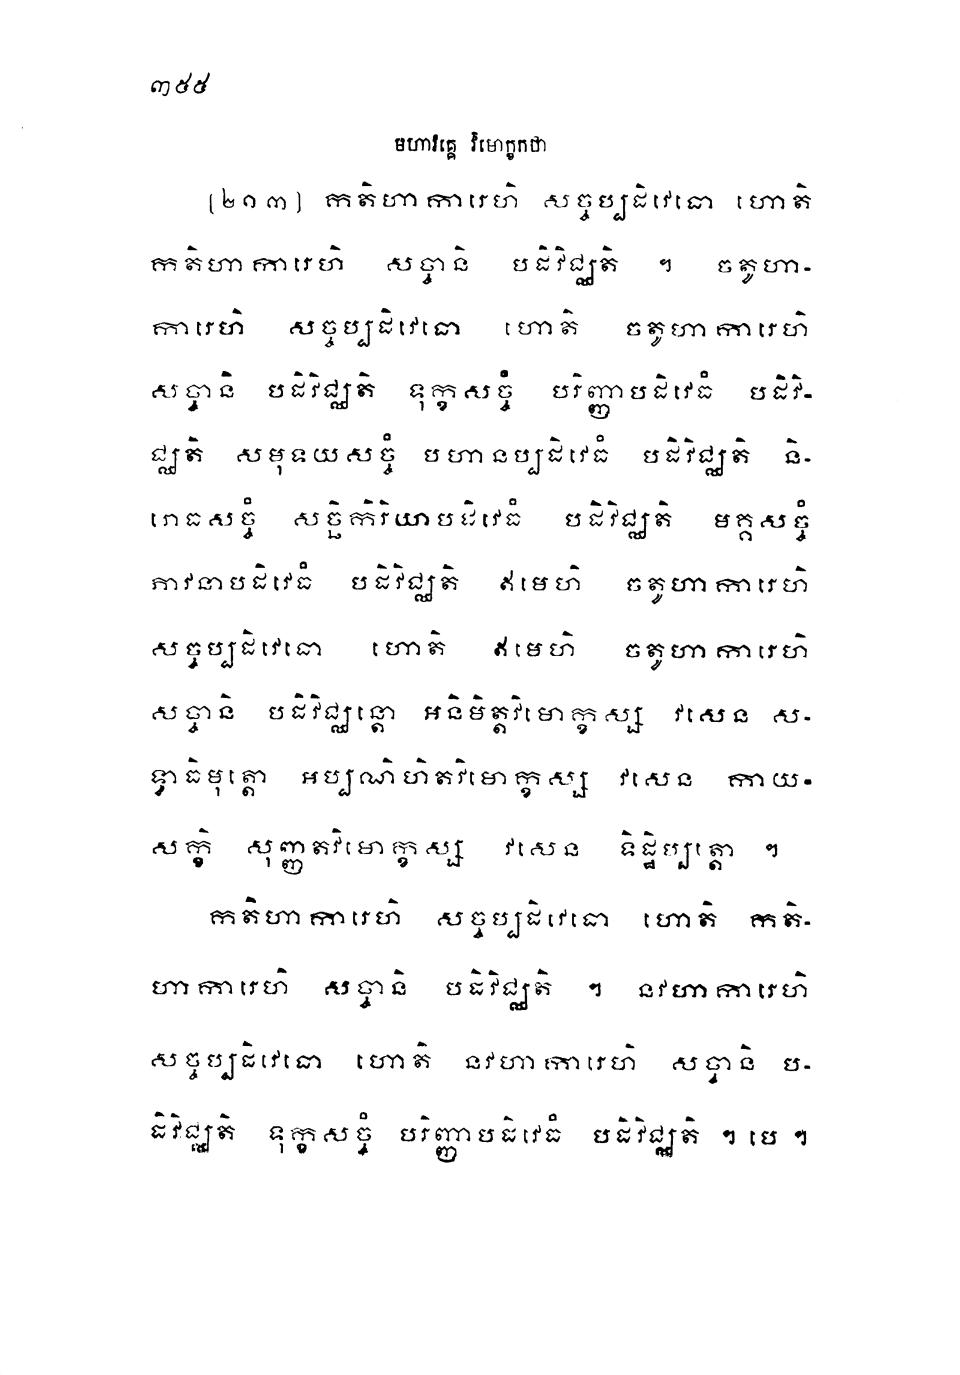 ៣៥៥
មហាវគ្គេ វិមោក្ខកថា
(២១៣) កតិហាការេហិ សច្ចប្បដិវេធោ ហោតិ
កតិហាការេហិ សច្ចានិ បដិវិជ្ឈតិ ។ ចតូហា-
ការេហិ សច្ចប្បដិវេធោ ហោតិ ចតូហាការេហិ
សច្ចានិ បដិវិជ្ឈតិ ទុក្ខសច្ចំ បរិញ្ញាបដិវេធំ បដិវិ-
ជ្ឈតិ សមុទយសច្ចំ បហានប្បដិវេធំ បដិវិជ្ឈតិ និ-
រោធសច្ចំ សច្ឆិកិរិយាបដិវេធំ បដិវិជ្ឈតិ មគ្គសច្ចំ
ភាវនាបដិវេធំ បដិវិជ្ឈតិ ឥមេហិ ចតូហាការេហិ
សច្ចប្បដិវេធោ ហោតិ ឥមេហិ ចតូហាការេហិ
សច្ចានិ បដិវិជ្ឈន្តោ អនិមិត្តវិមោក្ខស្ស វសេន ស-
ទ្ធាធិមុត្តោ អប្បណិហិតវិមោក្ខស្ស វសេន កាយ-
សក្ខិ សុញ្ញតវិមោក្ខស្ស វសេន ទិដ្ឋិប្បត្តោ ។
កតិហាការេហិ សច្ចប្បដិវេធោ ហោតិ កតិ-
ហាការេហិ សច្ចានិ បដិវិជ្ឈតិ ។ នវហាការេហិ
សច្ចប្បដិវេធោ ហោតិ នវហាការេហិ សច្ចានិ ប-
ដិវិជ្ឈតិ ទុក្ខសច្ចំ បរិញ្ញាបដិវេធំ បដិវិជ្ឈតិ ។ បេ ។